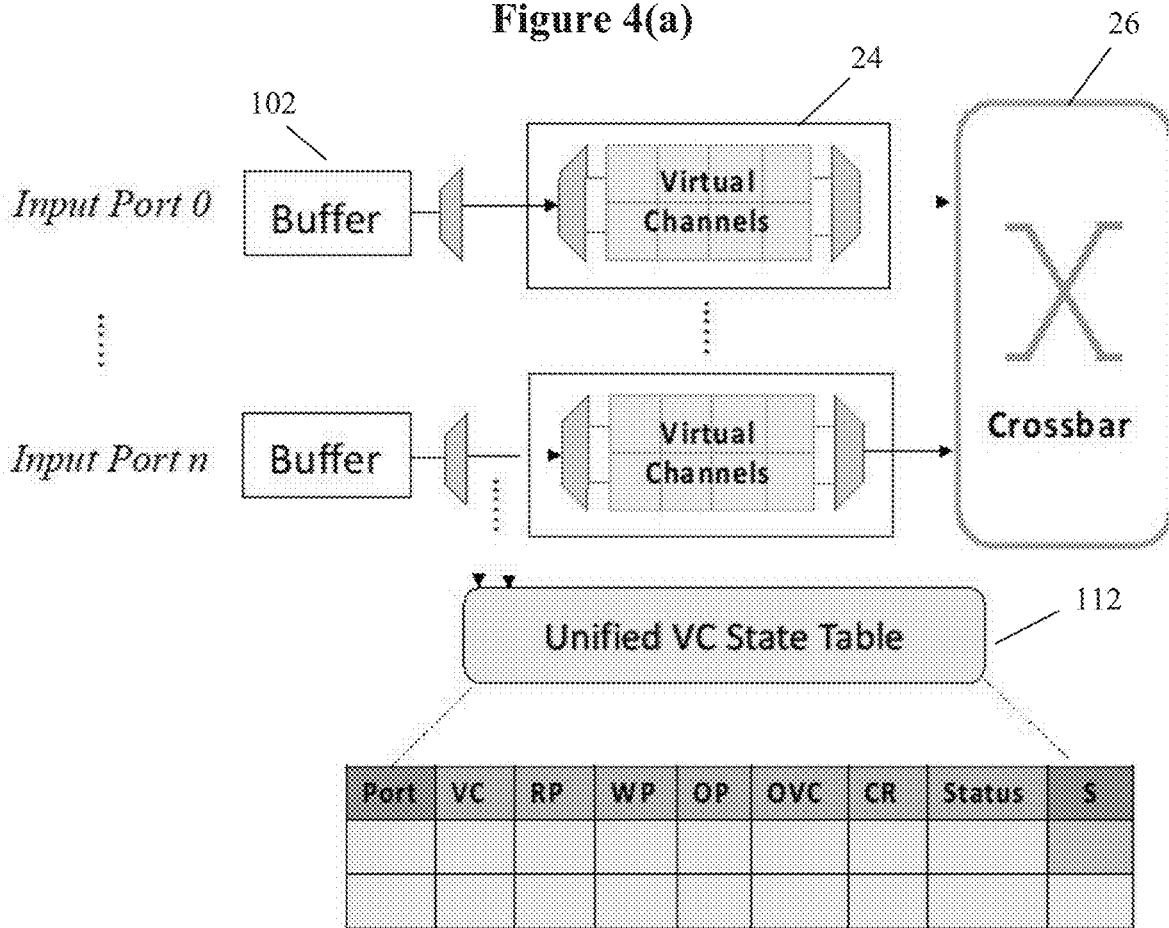 Figure 4(a)
24
26
102
Input Port 0
Buffer
Virtual
Channels
Input Port n
Buffer
Virtual
Channels
Crossbar
Unified VC State Table
112
Port VC RP WP OP OVC CR Status S